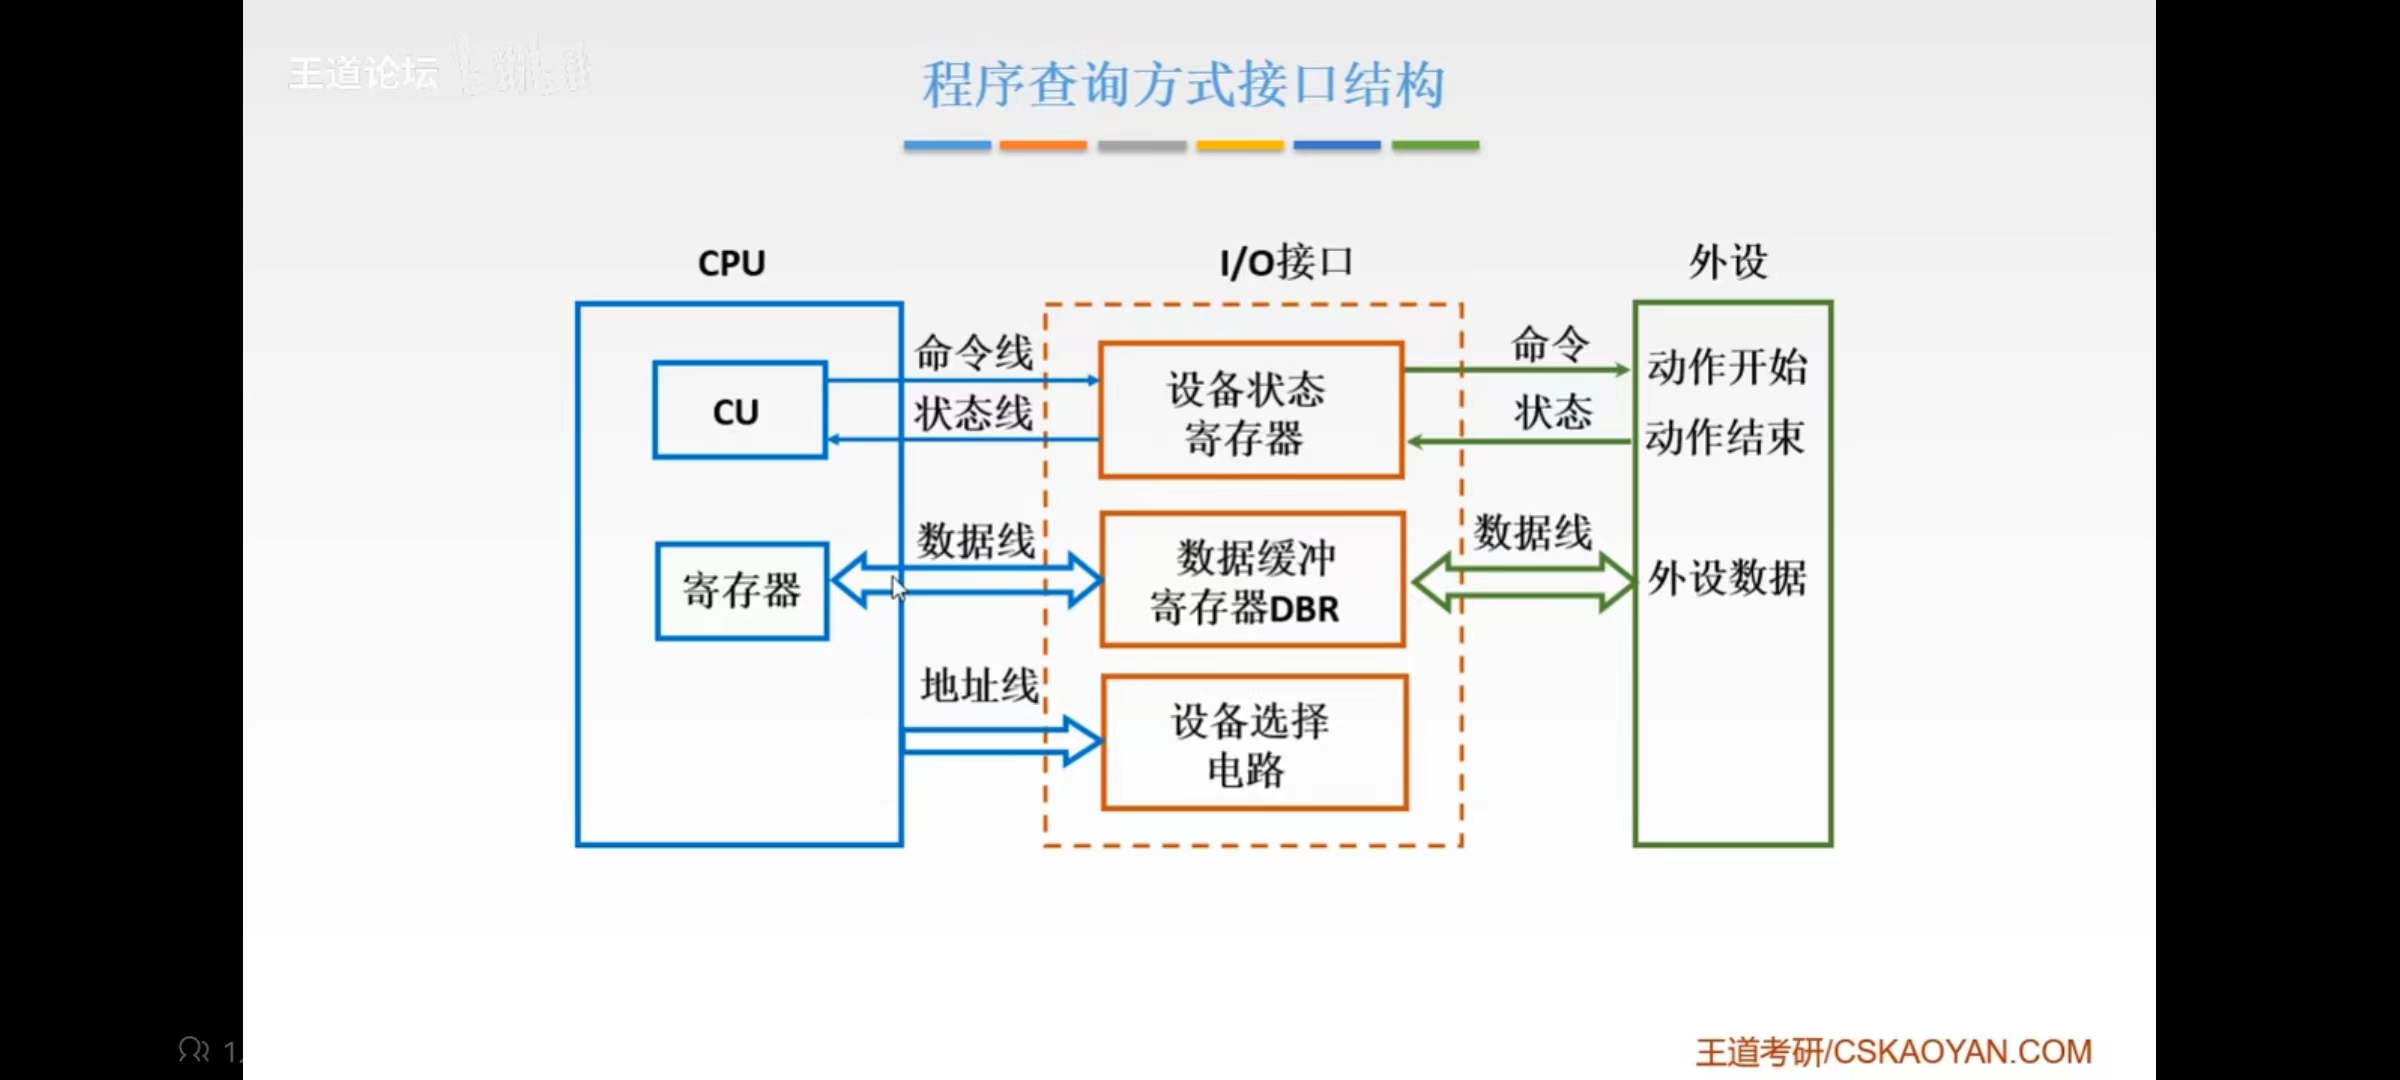 王道论坛
程序查询方式接口结构
CPU
I/O接口
外设
命令线
命令
CU
设备状态
寄存器
动作开始
状态线
状态
动作结束
数据线
数据线
寄存器
数据缓冲
寄存器DBR
外设数据
地址线
设备选择
电路
王道考研/CSKAOYAN.COM